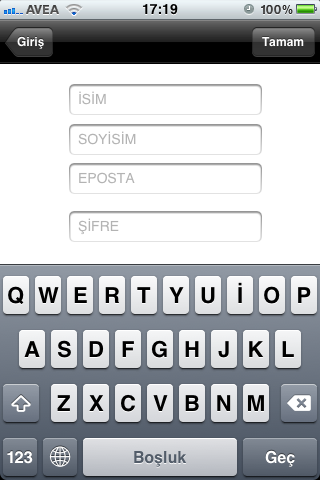 AVEA 17:19 100%
Giriş Tamam
İSİM
SOYİSİM
EPOSTA
ŞİFRE
Q W E R T Y U İ O P
A S D F G H J K L
Z X C V B N M
123 Boşluk Geç